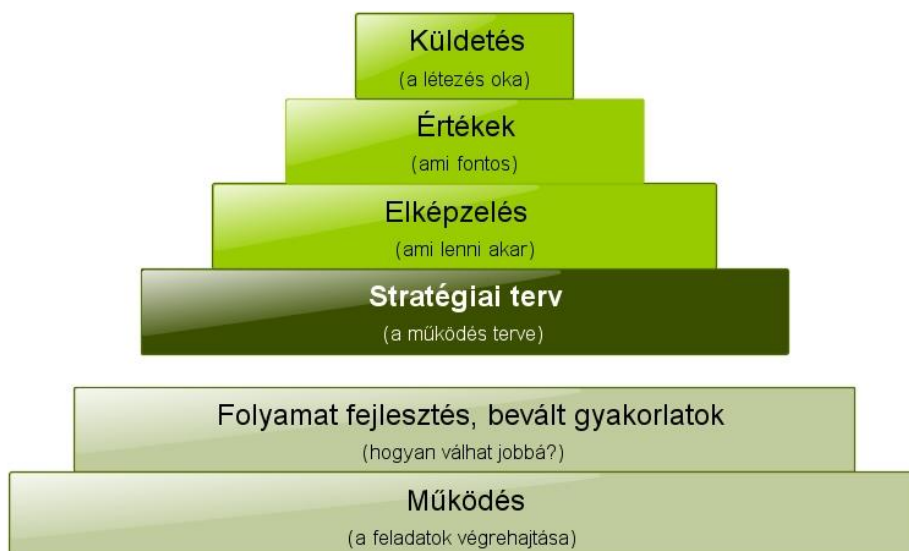 Küldetés
(a létezés oka)
Értékek
(ami fontos)
Elképzelés
(ami lenni akar)
Stratégiai terv
(a működés terve)
Folyamat fejlesztés, bevált gyakorlatok
(hogyan válhat jobbá?)
Működés
(a feladatok végrehajtása)